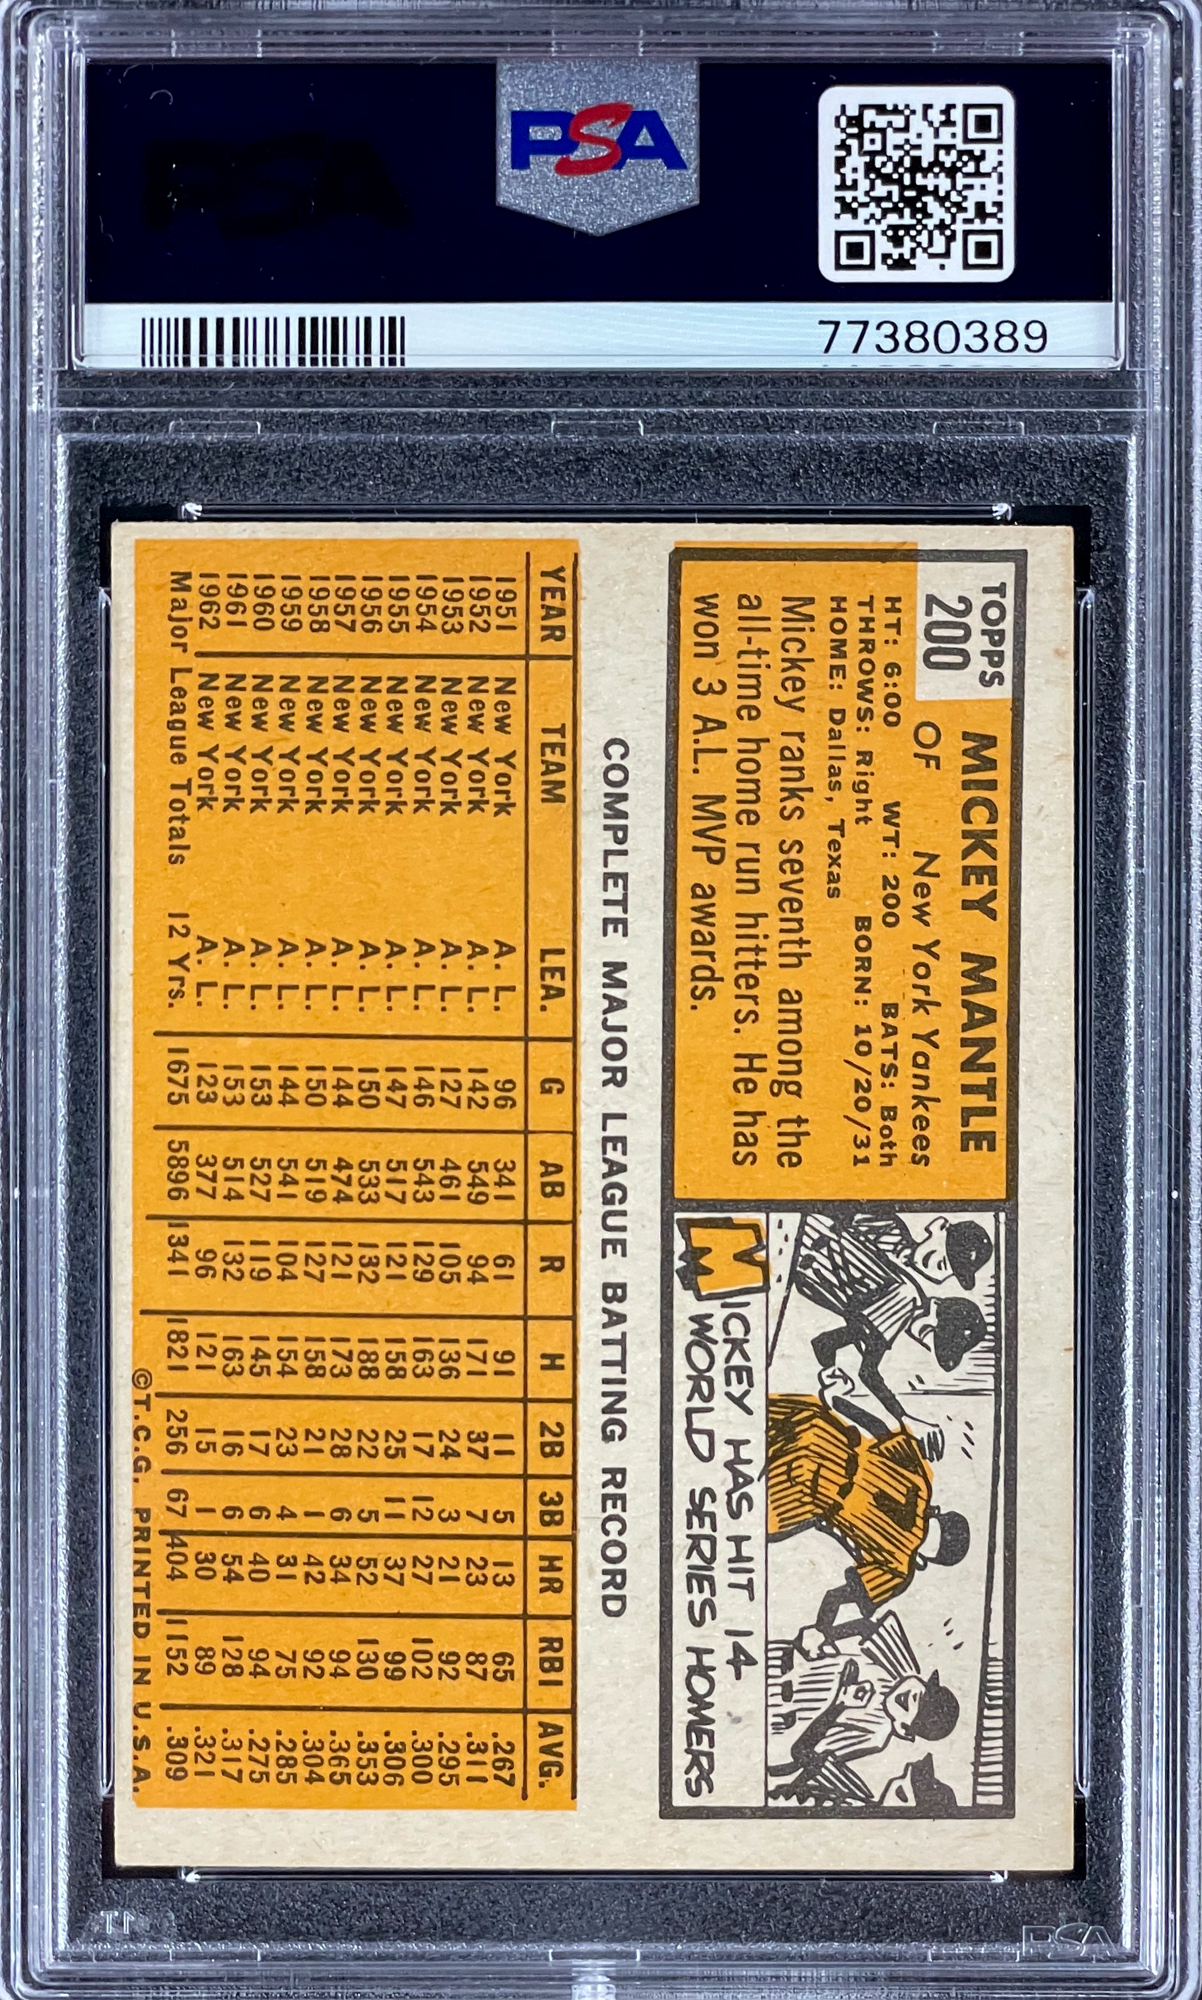 PSA
77380389
TOPPS
200
MICKEY MANTLE
OF New York Yankees
HT: 6:00 WT: 200 BATS: Both
THROWS: Right BORN: 10/20/31
HOME: Dallas, Texas
Mickey ranks seventh among the
all-time home run hitters. He has
won 3 A.L. MVP awards.
MICKEY HAS HIT 14
WORLD SERIES HOMERS
COMPLETE MAJOR LEAGUE BATTING RECORD
YEAR TEAM LEA. G AB R H 2B 3B HR RBI AVG.
1951 New York A. L. 96 341 61 91 11 5 13 65 .267
1952 New York A. L. 142 549 94 171 37 7 23 87 .311
1953 New York A. L. 127 461 105 136 24 3 21 92 .295
1954 New York A. L. 146 543 129 163 17 12 27 102 .300
1955 New York A. L. 147 517 121 158 25 11 37 99 .306
1956 New York A. L. 150 533 132 188 22 5 52 130 .353
1957 New York A. L. 144 474 121 173 28 6 34 94 .365
1958 New York A. L. 150 519 127 158 21 1 42 92 .304
1959 New York A. L. 144 541 104 154 23 4 31 75 .285
1960 New York A. L. 153 527 119 145 17 6 40 94 .275
1961 New York A. L. 153 514 132 163 16 6 54 128 .317
1962 New York A. L. 123 377 96 121 15 1 30 89 .321
Major League Totals 12 Yrs. 1675 5896 1341 1821 256 67 404 1152 .309
©T.C.G. PRINTED IN U.S.A.
PSA